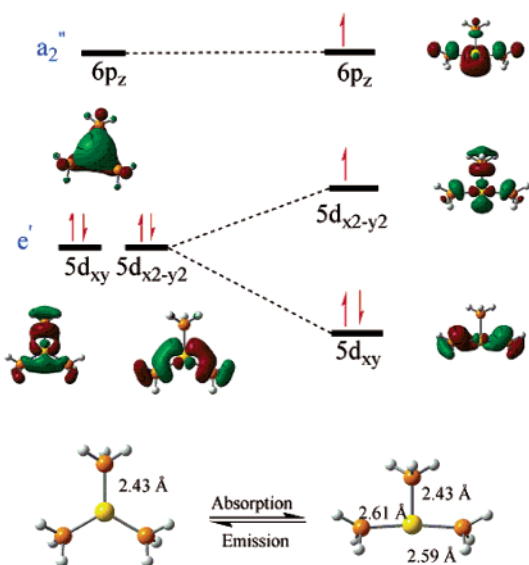 a₂"
6pz
6pz
5dx2-y2
e'
5dxy 5dx2-y2
5dxy
2.43 Å
Absorption
Emission
2.43 Å
2.61 Å
2.59 Å